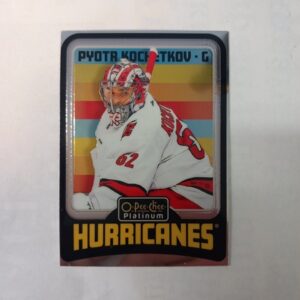 PYOTR KOCHETKOV - G
62
O-Pee-Chee
Platinum
HURRICANES